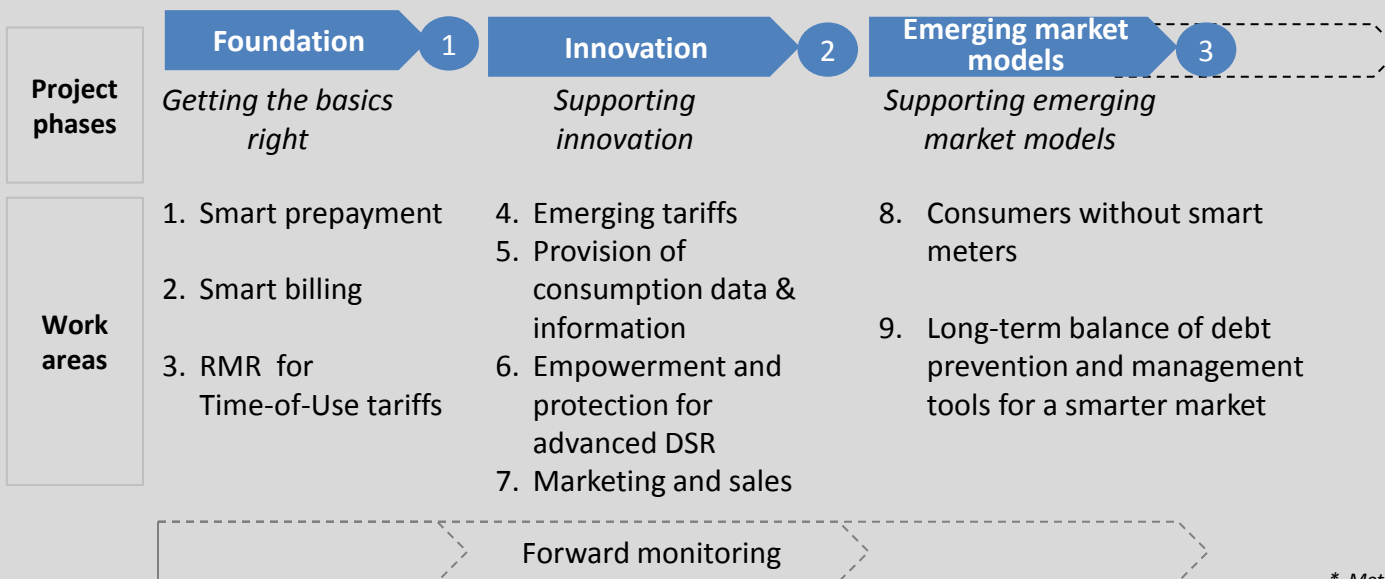 Project
phases
Foundation
1
Innovation
2
Emerging market
models
3
Getting the basics
right
Supporting
innovation
Supporting emerging
market models
Work
areas
1. Smart prepayment
2. Smart billing
3. RMR for
Time-of-Use tariffs
4. Emerging tariffs
5. Provision of
consumption data &
information
6. Empowerment and
protection for
advanced DSR
7. Marketing and sales
8. Consumers without smart
meters
9. Long-term balance of debt
prevention and management
tools for a smarter market
Forward monitoring